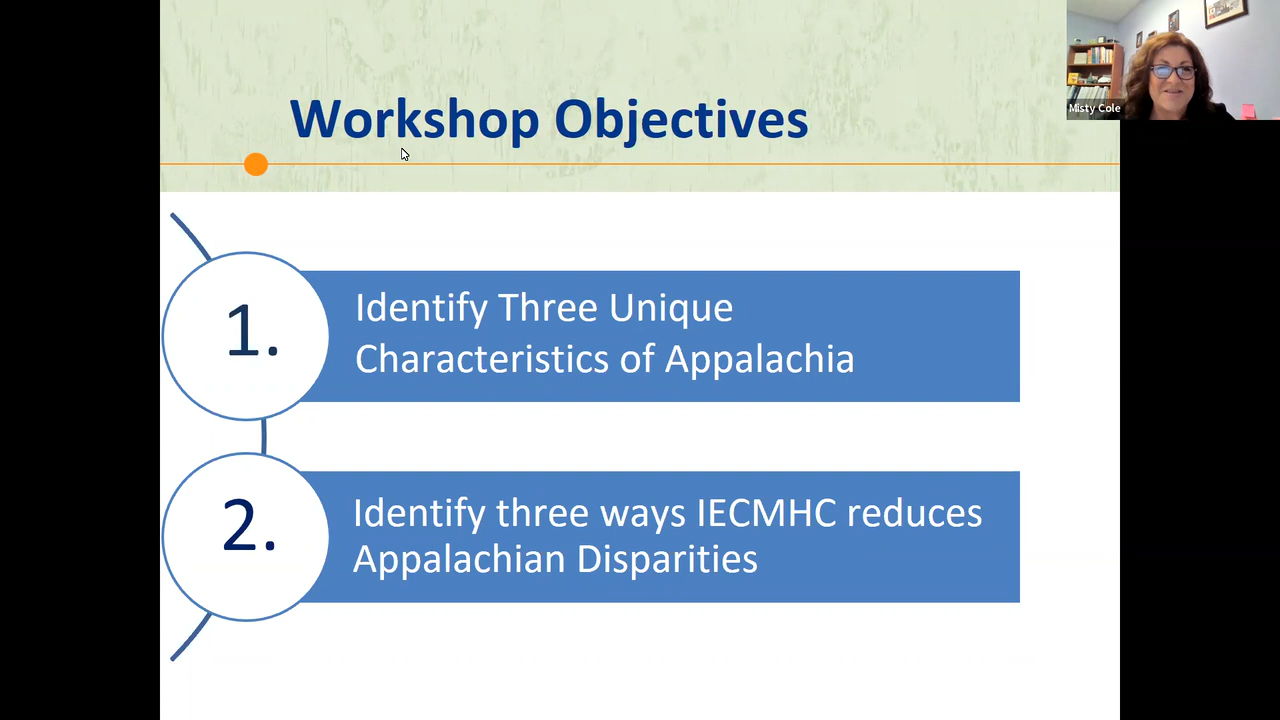 Workshop Objectives
Misty Cole
1.
Identify Three Unique
Characteristics of Appalachia
2.
Identify three ways IECMHC reduces
Appalachian Disparities